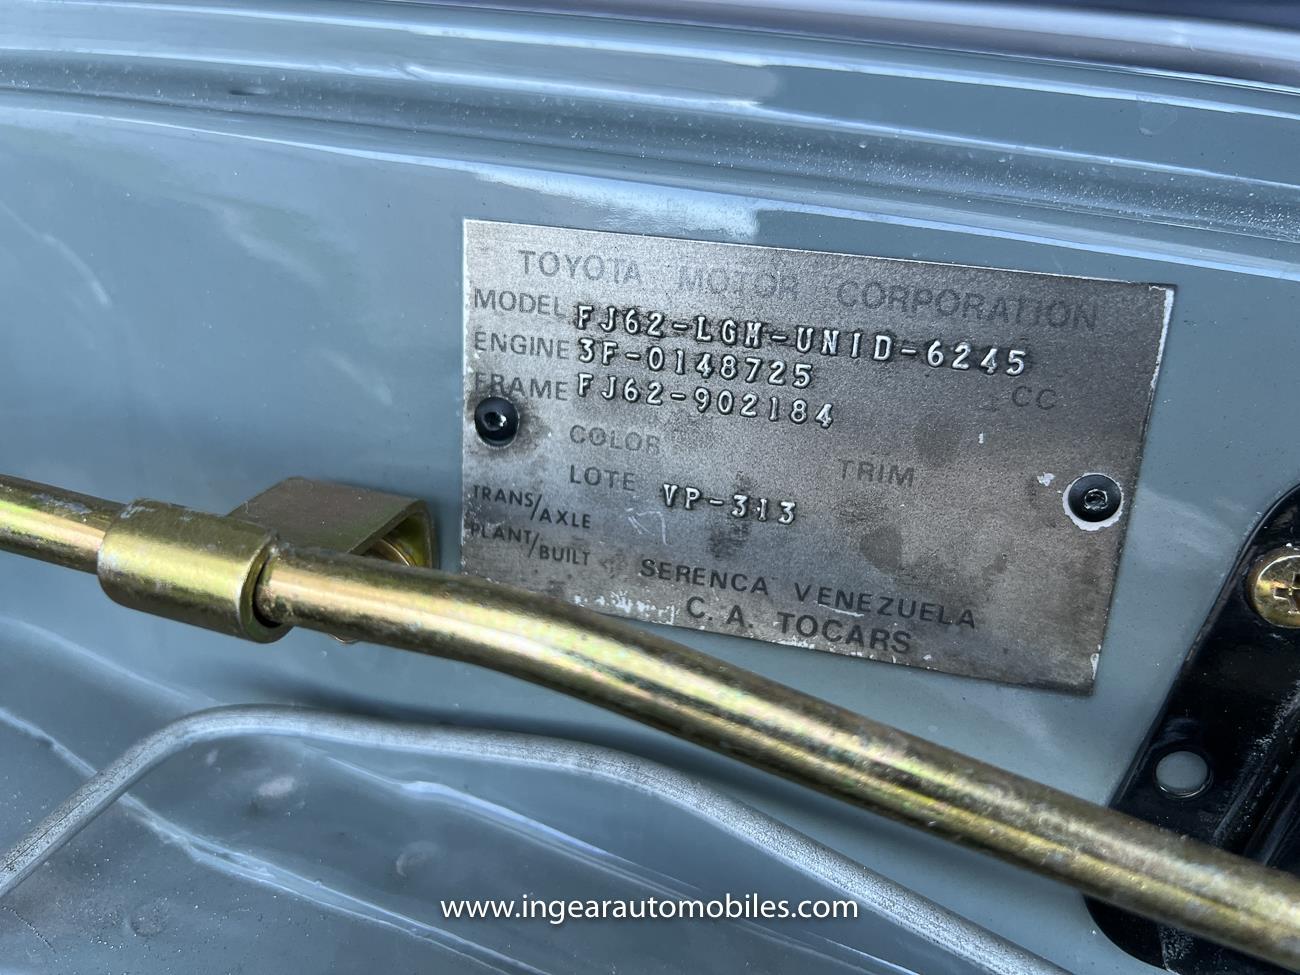 TOYOTA MOTOR CORPORATION
MODEL FJ62-LGH-UNID-6245
ENGINE 3F-0148725 CC
FRAME FJ62-902184
COLOR TRIM
LOTE VP-313
TRANS/AXLE
PLANT/BUILT SERENCA VENEZUELA
C. A. TOCARS
www.ingearautomobiles.com